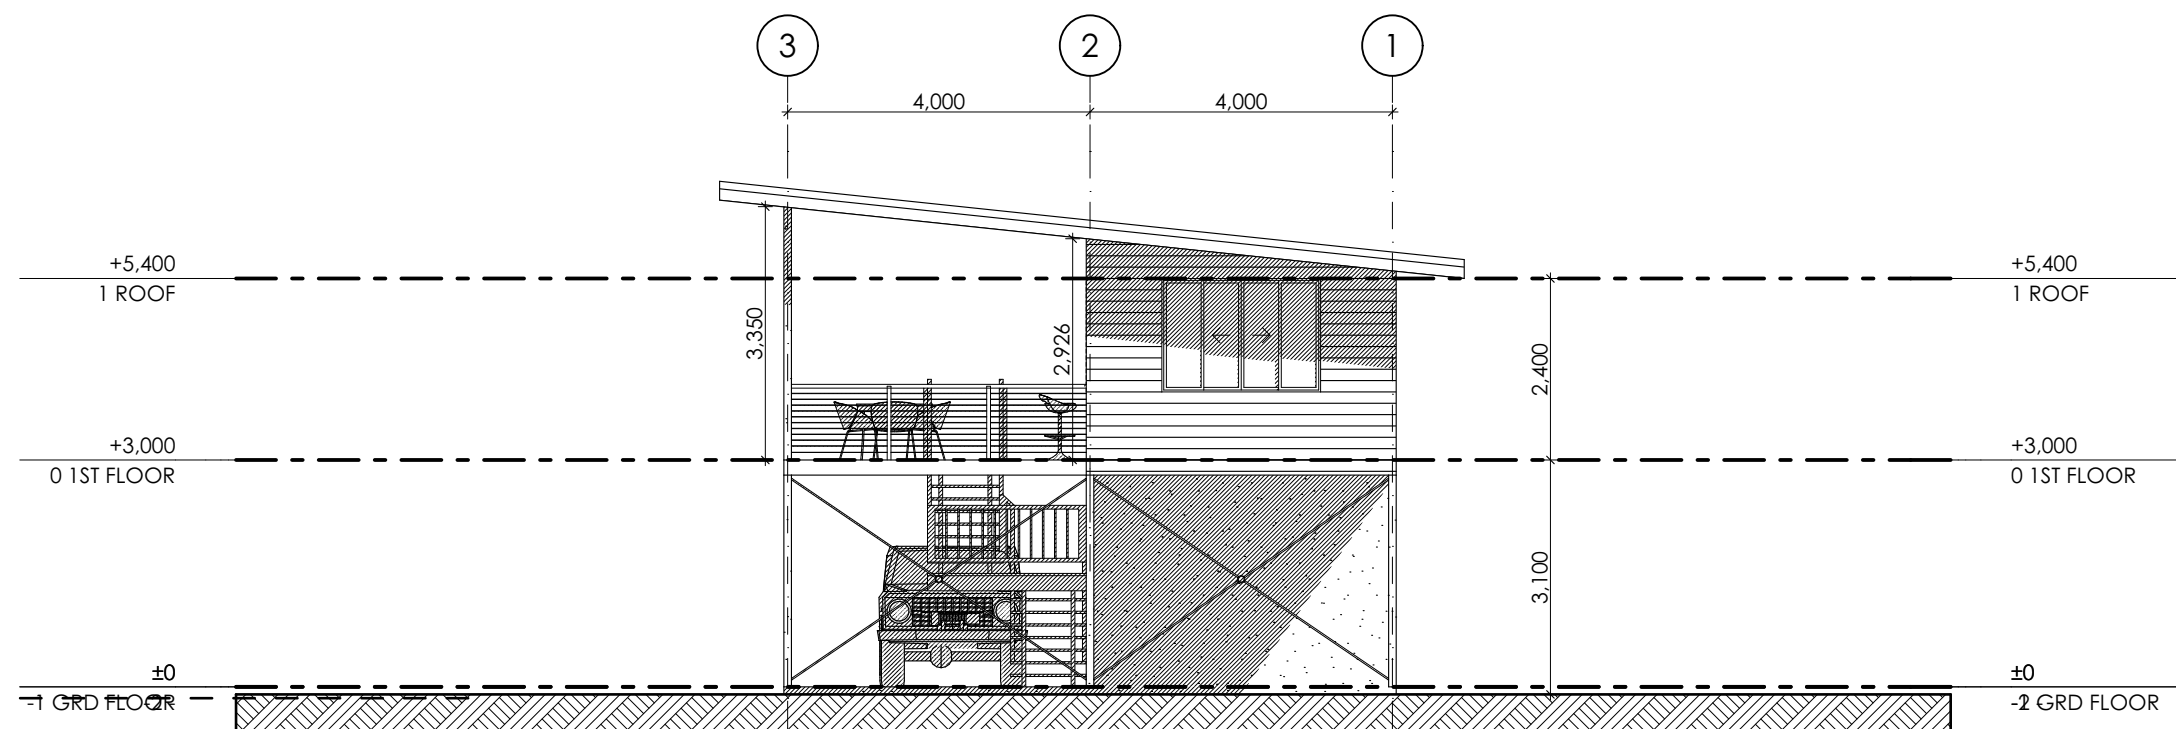 3 2 1
4,000 4,000
+5,400 +5,400
1 ROOF 1 ROOF
3,350 2,926 2,400
+3,000 +3,000
0 1ST FLOOR 0 1ST FLOOR
3,100
±0 ±0
-1 GRD FLOOR GRD FLOOR